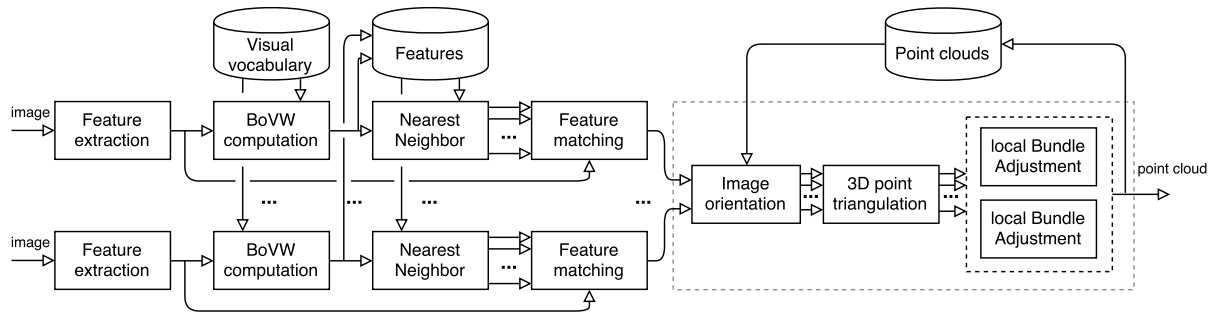 Visual
vocabulary
Features
Point clouds
image
Feature
extraction
BoVW
computation
Nearest
Neighbor
...
Feature
matching
local Bundle
Adjustment
point cloud
Image
orientation
...
3D point
triangulation
...
local Bundle
Adjustment
...
...
...
...
image
Feature
extraction
BoVW
computation
Nearest
Neighbor
...
Feature
matching